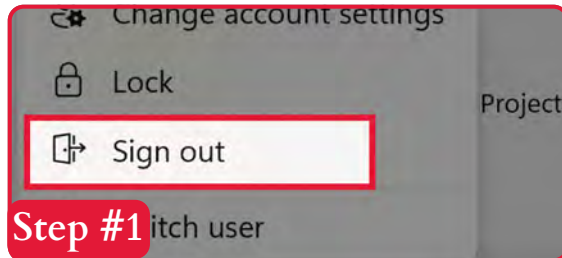 Change account settings
Lock
Project
Sign out
Step #1
itch user